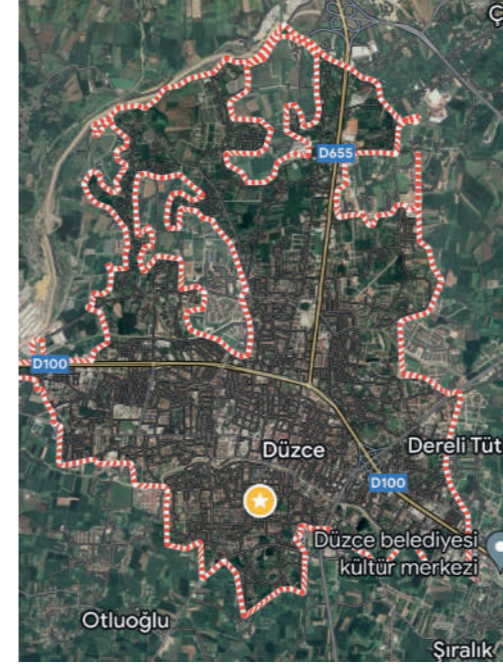 Ç
D655
D100
Düzce
Dereli Tüt
D100
Düzce belediyesi
kültür merkezi
Otluoğlu
Şıralık